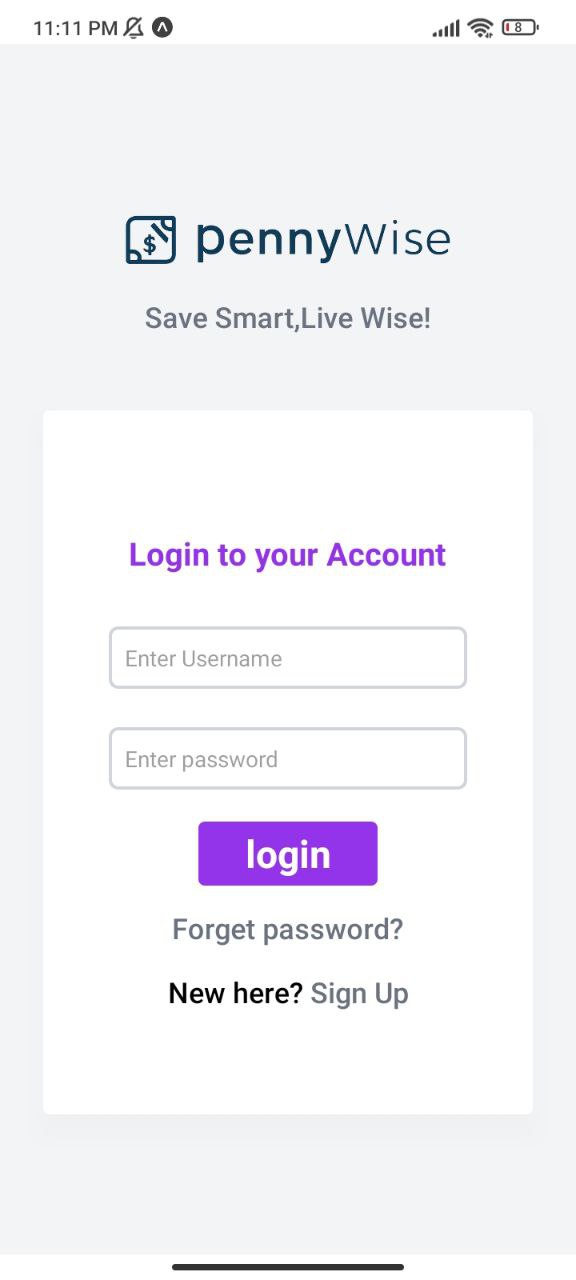 11:11 PM 8
$ pennyWise
Save Smart,Live Wise!
Login to your Account
Enter Username
Enter password
login
Forget password?
New here? Sign Up